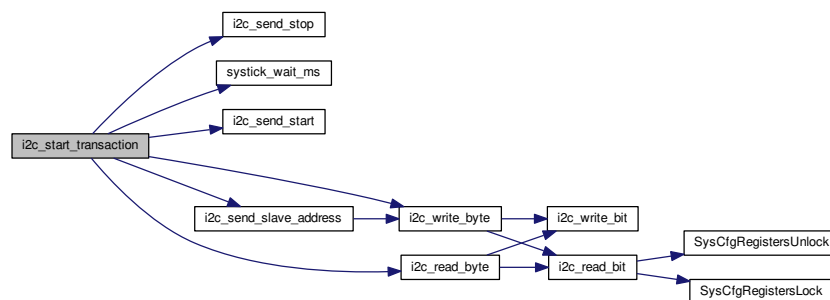 i2c_send_stop
systick_wait_ms
i2c_send_start
i2c_start_transaction
i2c_send_slave_address
i2c_write_byte
i2c_write_bit
i2c_read_byte
i2c_read_bit
SysCfgRegistersUnlock
SysCfgRegistersLock